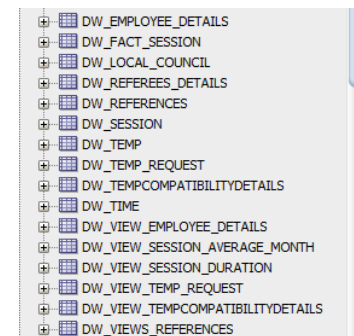 DW_EMPLOYEE_DETAILS
DW_FACT_SESSION
DW_LOCAL_COUNCIL
DW_REFEREES_DETAILS
DW_REFERENCES
DW_SESSION
DW_TEMP
DW_TEMP_REQUEST
DW_TEMPCOMPATIBILITYDETAILS
DW_TIME
DW_VIEW_EMPLOYEE_DETAILS
DW_VIEW_SESSION_AVERAGE_MONTH
DW_VIEW_SESSION_DURATION
DW_VIEW_TEMP_REQUEST
DW_VIEW_TEMPCOMPATIBILITYDETAILS
DW_VIEWS_REFERENCES